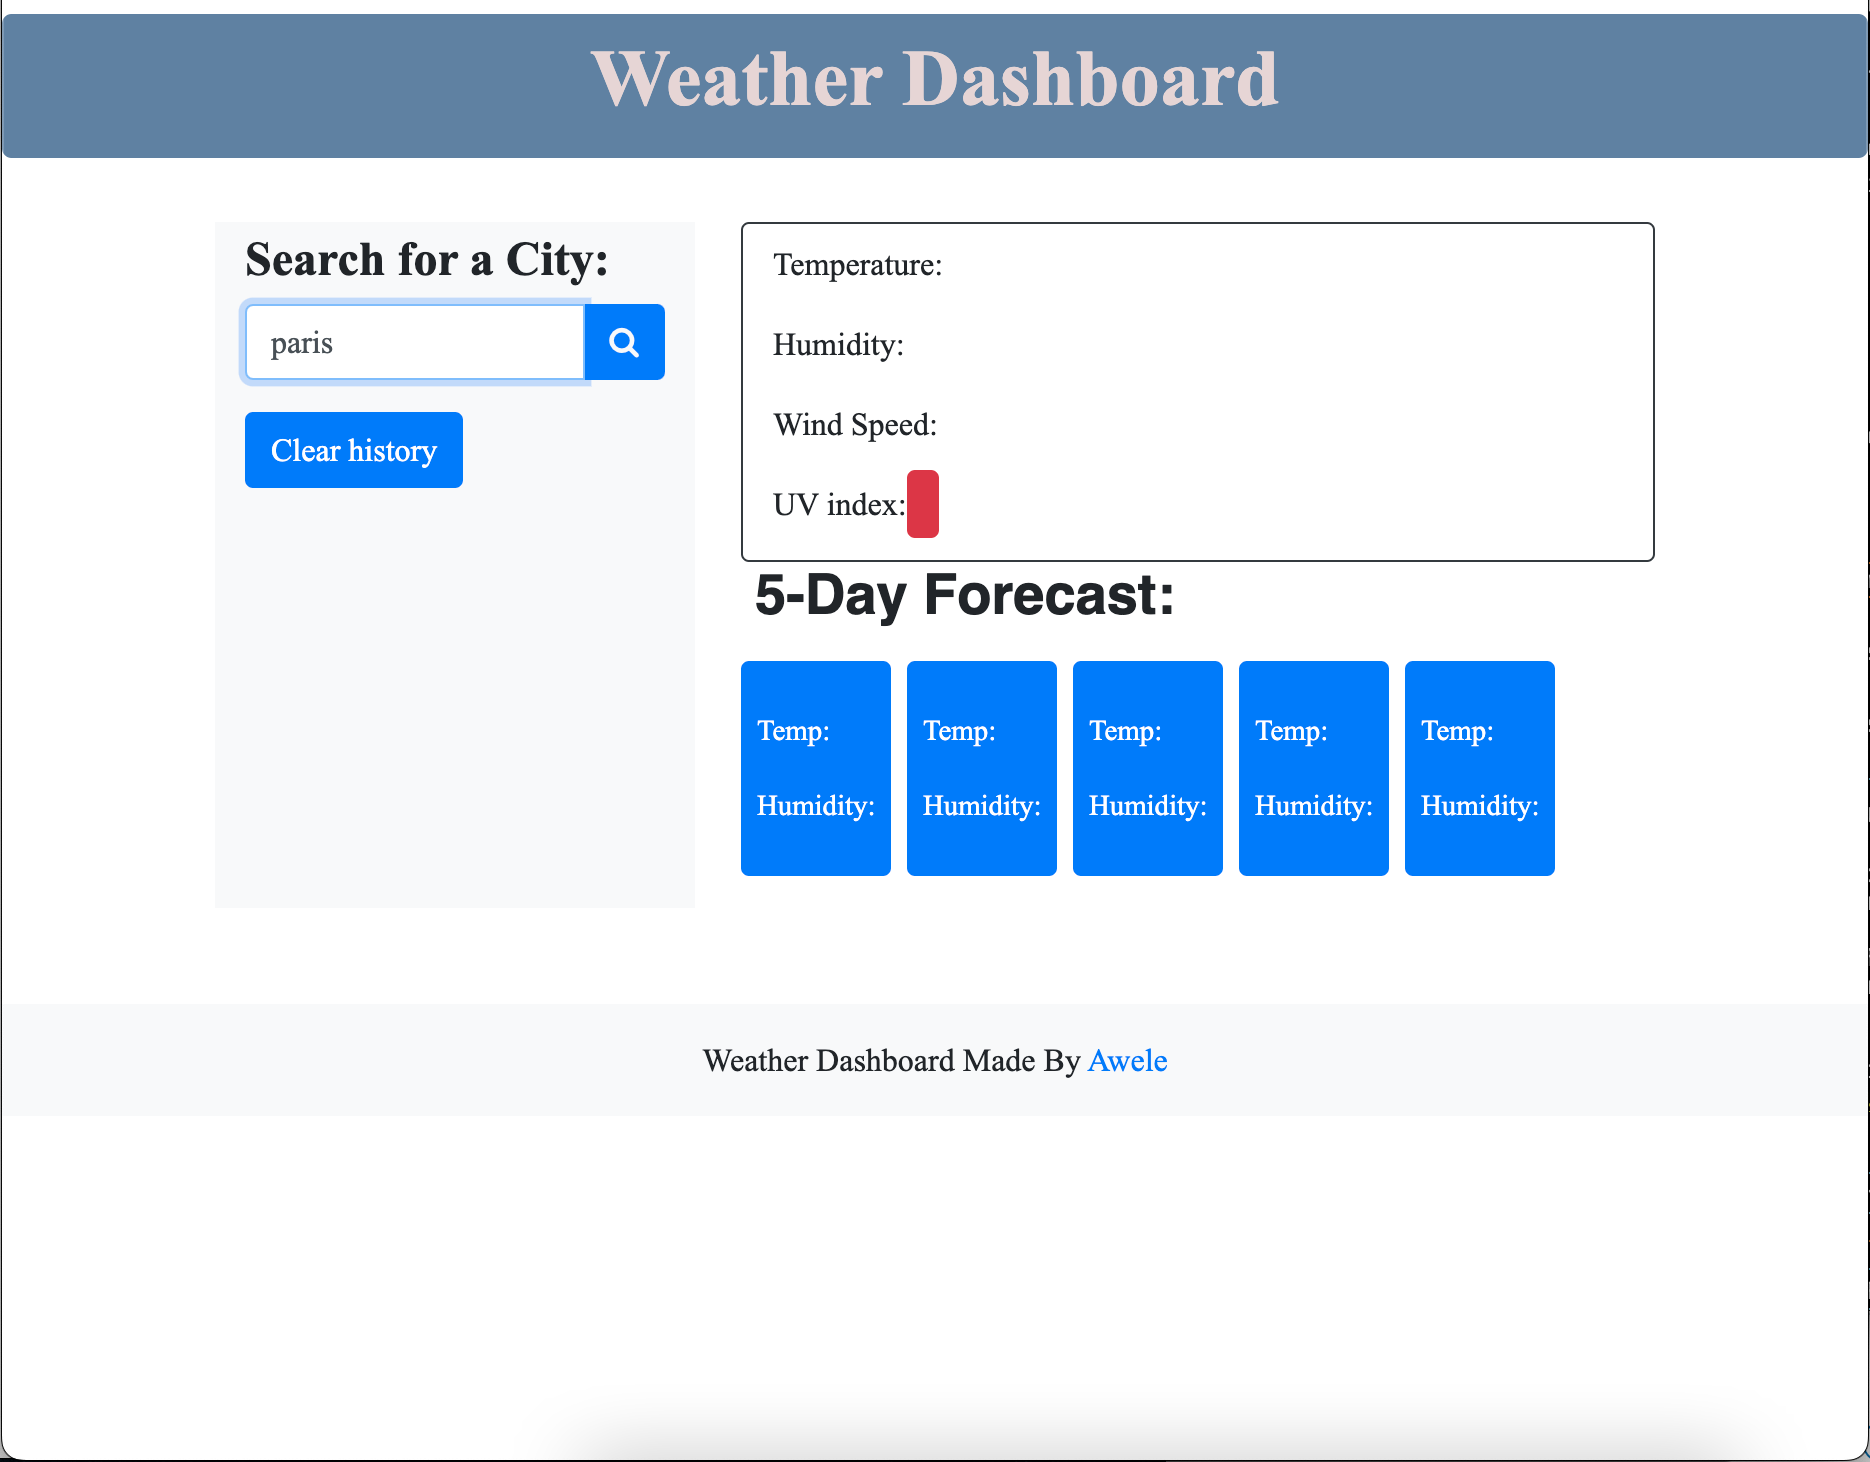 Weather Dashboard
Search for a City:
paris
Clear history
Temperature:
Humidity:
Wind Speed:
UV index:
5-Day Forecast:
Temp:
Humidity:
Temp:
Humidity:
Temp:
Humidity:
Temp:
Humidity:
Temp:
Humidity:
Weather Dashboard Made By Awele